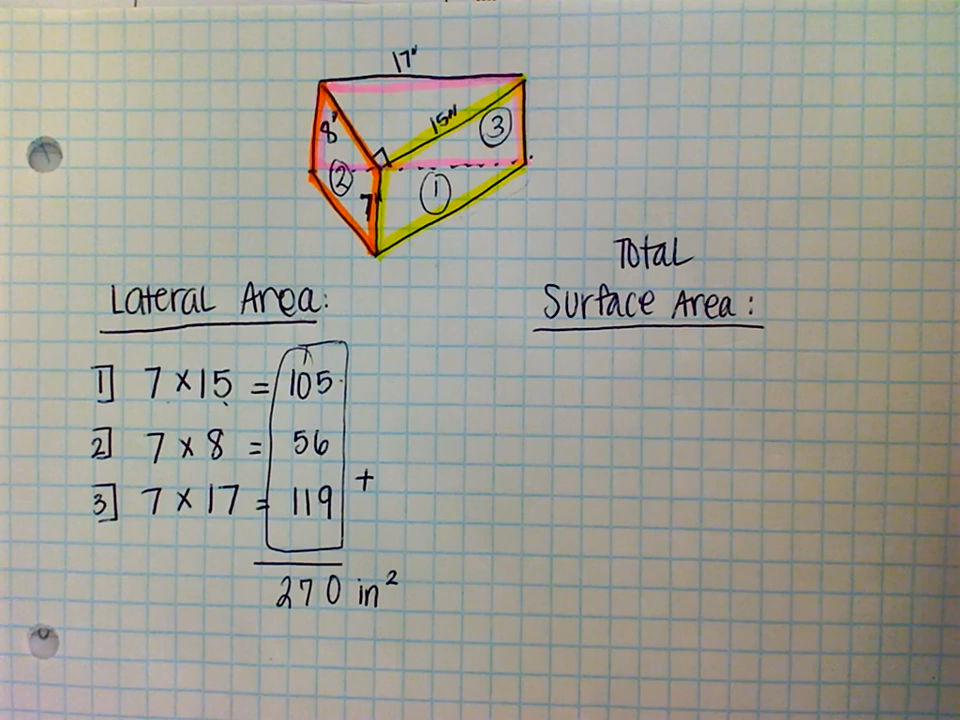 17"
8"
15"
3
2
1
7"
Total
Lateral Area:
Surface Area:
1] 7 × 15 = 105
2] 7 × 8 = 56
3] 7 × 17 = 119 +
270 in²